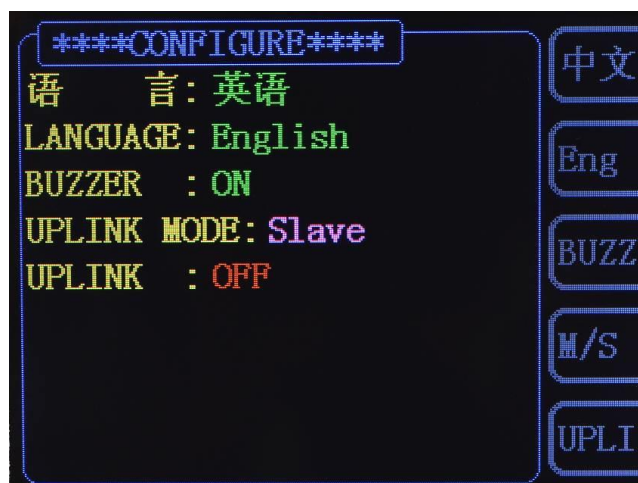 ****CONFIGURE****
语 言: 英语
LANGUAGE: English
BUZZER : ON
UPLINK MODE: Slave
UPLINK : OFF
中文
Eng
BUZZ
M/S
UPLI